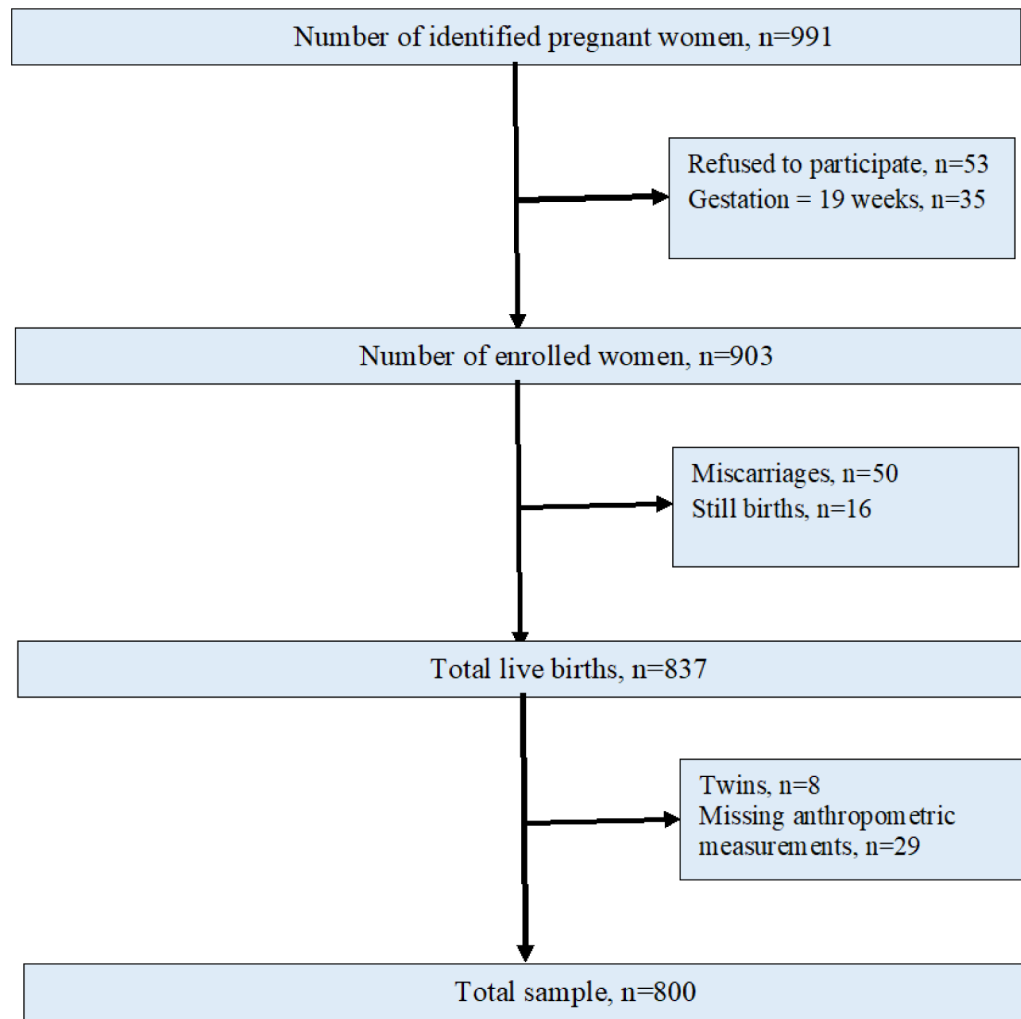 Number of identified pregnant women, n=991
Refused to participate, n=53
Gestation = 19 weeks, n=35
Number of enrolled women, n=903
Miscarriages, n=50
Still births, n=16
Total live births, n=837
Twins, n=8
Missing anthropometric
measurements, n=29
Total sample, n=800